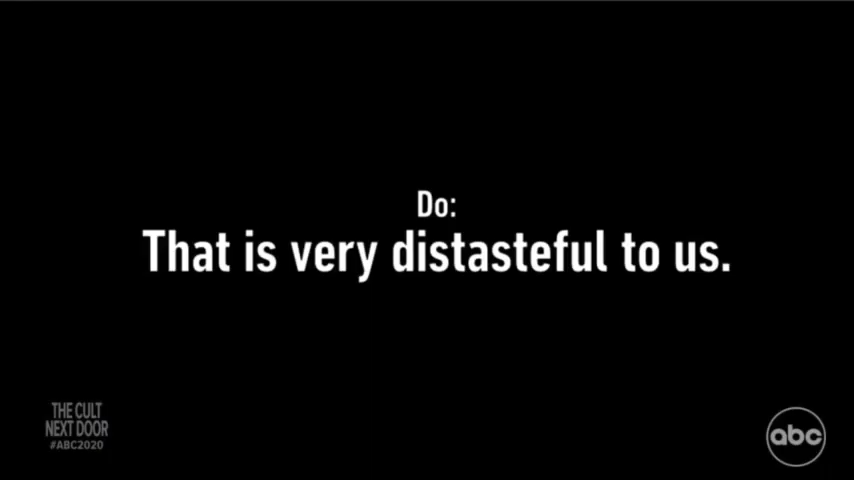 Do:
That is very distasteful to us.
THE CULT
NEXT DOOR
#ABC2020
abc